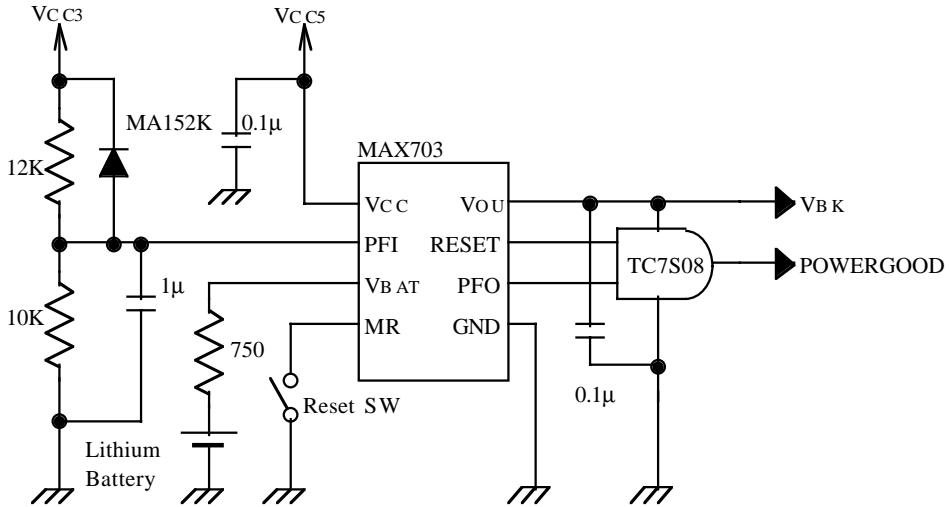 VCC3
VCC5
MA152K
0.1μ
MAX703
12K
VCC
VOU
VBK
PFI
RESET
TC7S08
POWERGOOD
10K
1μ
VBAT
PFO
MR
GND
750
Reset SW
0.1μ
Lithium
Battery